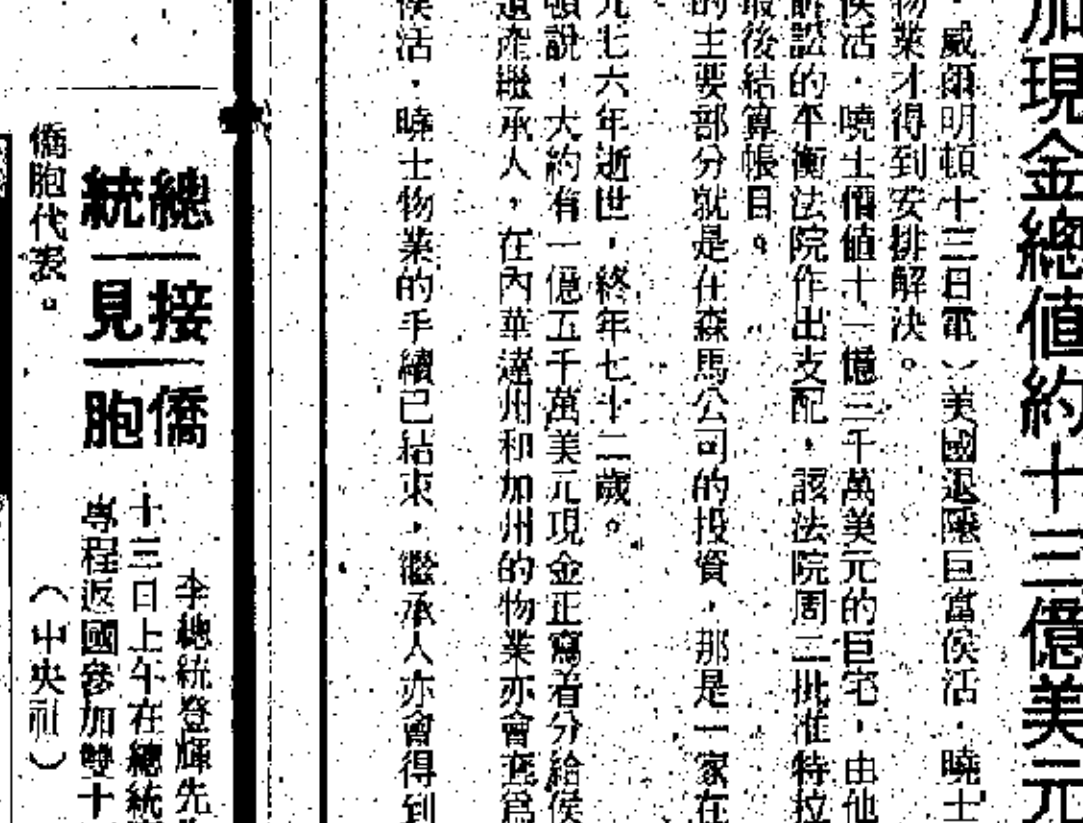 加現金總值約十三億美元
・威爾明頓十三日電）美國退隱巨富侯活・曉士
物業才得到安排解決。
侯活・曉士價值十一億三千萬美元的巨宅，由他
訴訟的平衡法院作出支配，該法院周二批准特拉
最後結算帳目。
的主要部分就是在森馬公司的投資，那是一家在
九七六年逝世，終年七十二歲。
頓說，大約有一億五千萬美元現金正寫着分給侯
遺產繼承人，在內華達州和加州的物業亦會
侯活・曉士物業的手續已結束，繼承人亦會得到
總統接見僑胞
李總統登輝先
十三日上午在總統
專程返國參加雙十
僑胞代表。
（中央社）